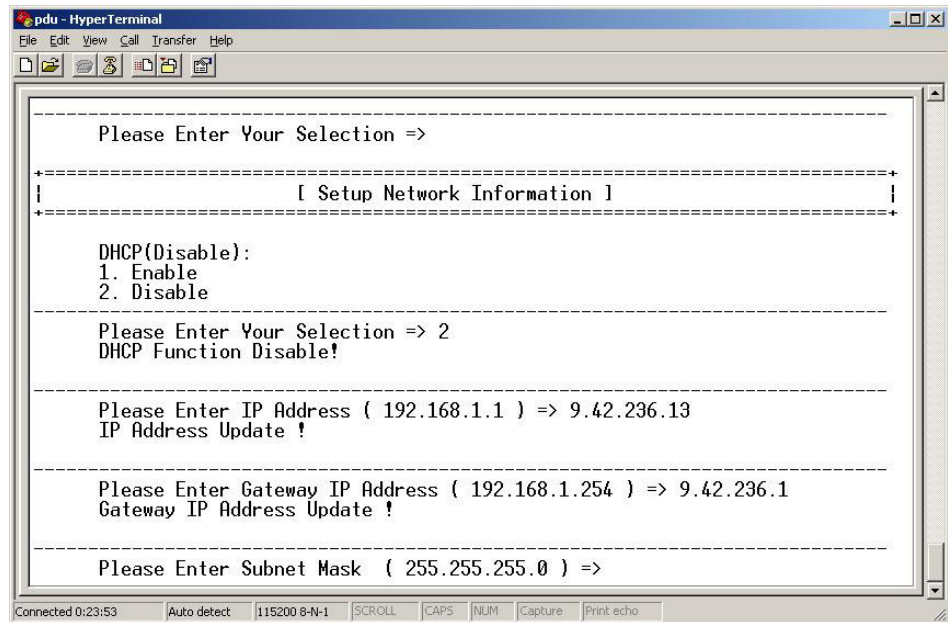 pdu - HyperTerminal
File Edit View Call Transfer Help
Please Enter Your Selection =>
[ Setup Network Information ]
DHCP(Disable):
1. Enable
2. Disable
Please Enter Your Selection => 2
DHCP Function Disable!
Please Enter IP Address ( 192.168.1.1 ) => 9.42.236.13
IP Address Update !
Please Enter Gateway IP Address ( 192.168.1.254 ) => 9.42.236.1
Gateway IP Address Update !
Please Enter Subnet Mask ( 255.255.255.0 ) =>
Connected 0:23:53 Auto detect 115200 8-N-1 SCROLL CAPS NUM Capture Print echo